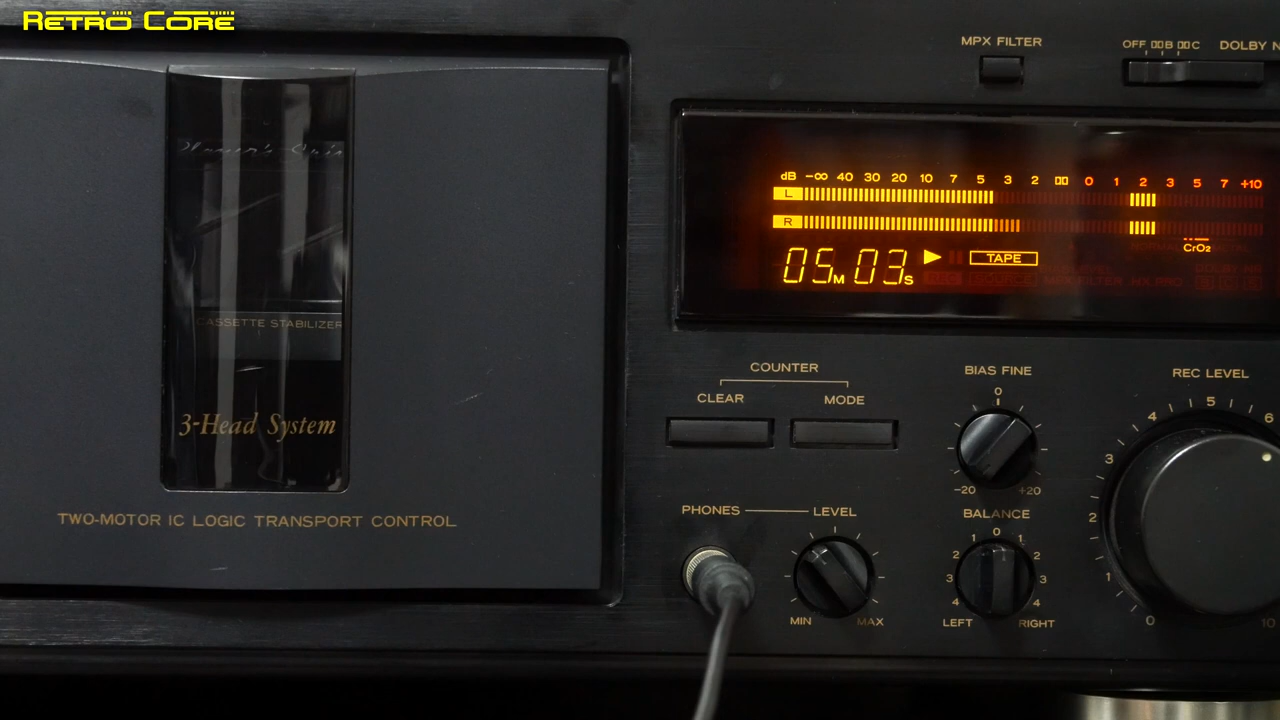 RETRO CORE
MPX FILTER
OFF B C DOLBY N
dB -∞ 40 30 20 10 7 5 3 2 0 1 2 3 5 7 +10
L
R
CrO2
05M 03S TAPE
CASSETTE STABILIZER
3-Head System
TWO-MOTOR IC LOGIC TRANSPORT CONTROL
COUNTER
CLEAR MODE
BIAS FINE
0
-20 +20
REC LEVEL
0 1 2 3 4 5 6 10
PHONES LEVEL
MIN MAX
BALANCE
4 3 2 1 0 1 2 3 4
LEFT RIGHT